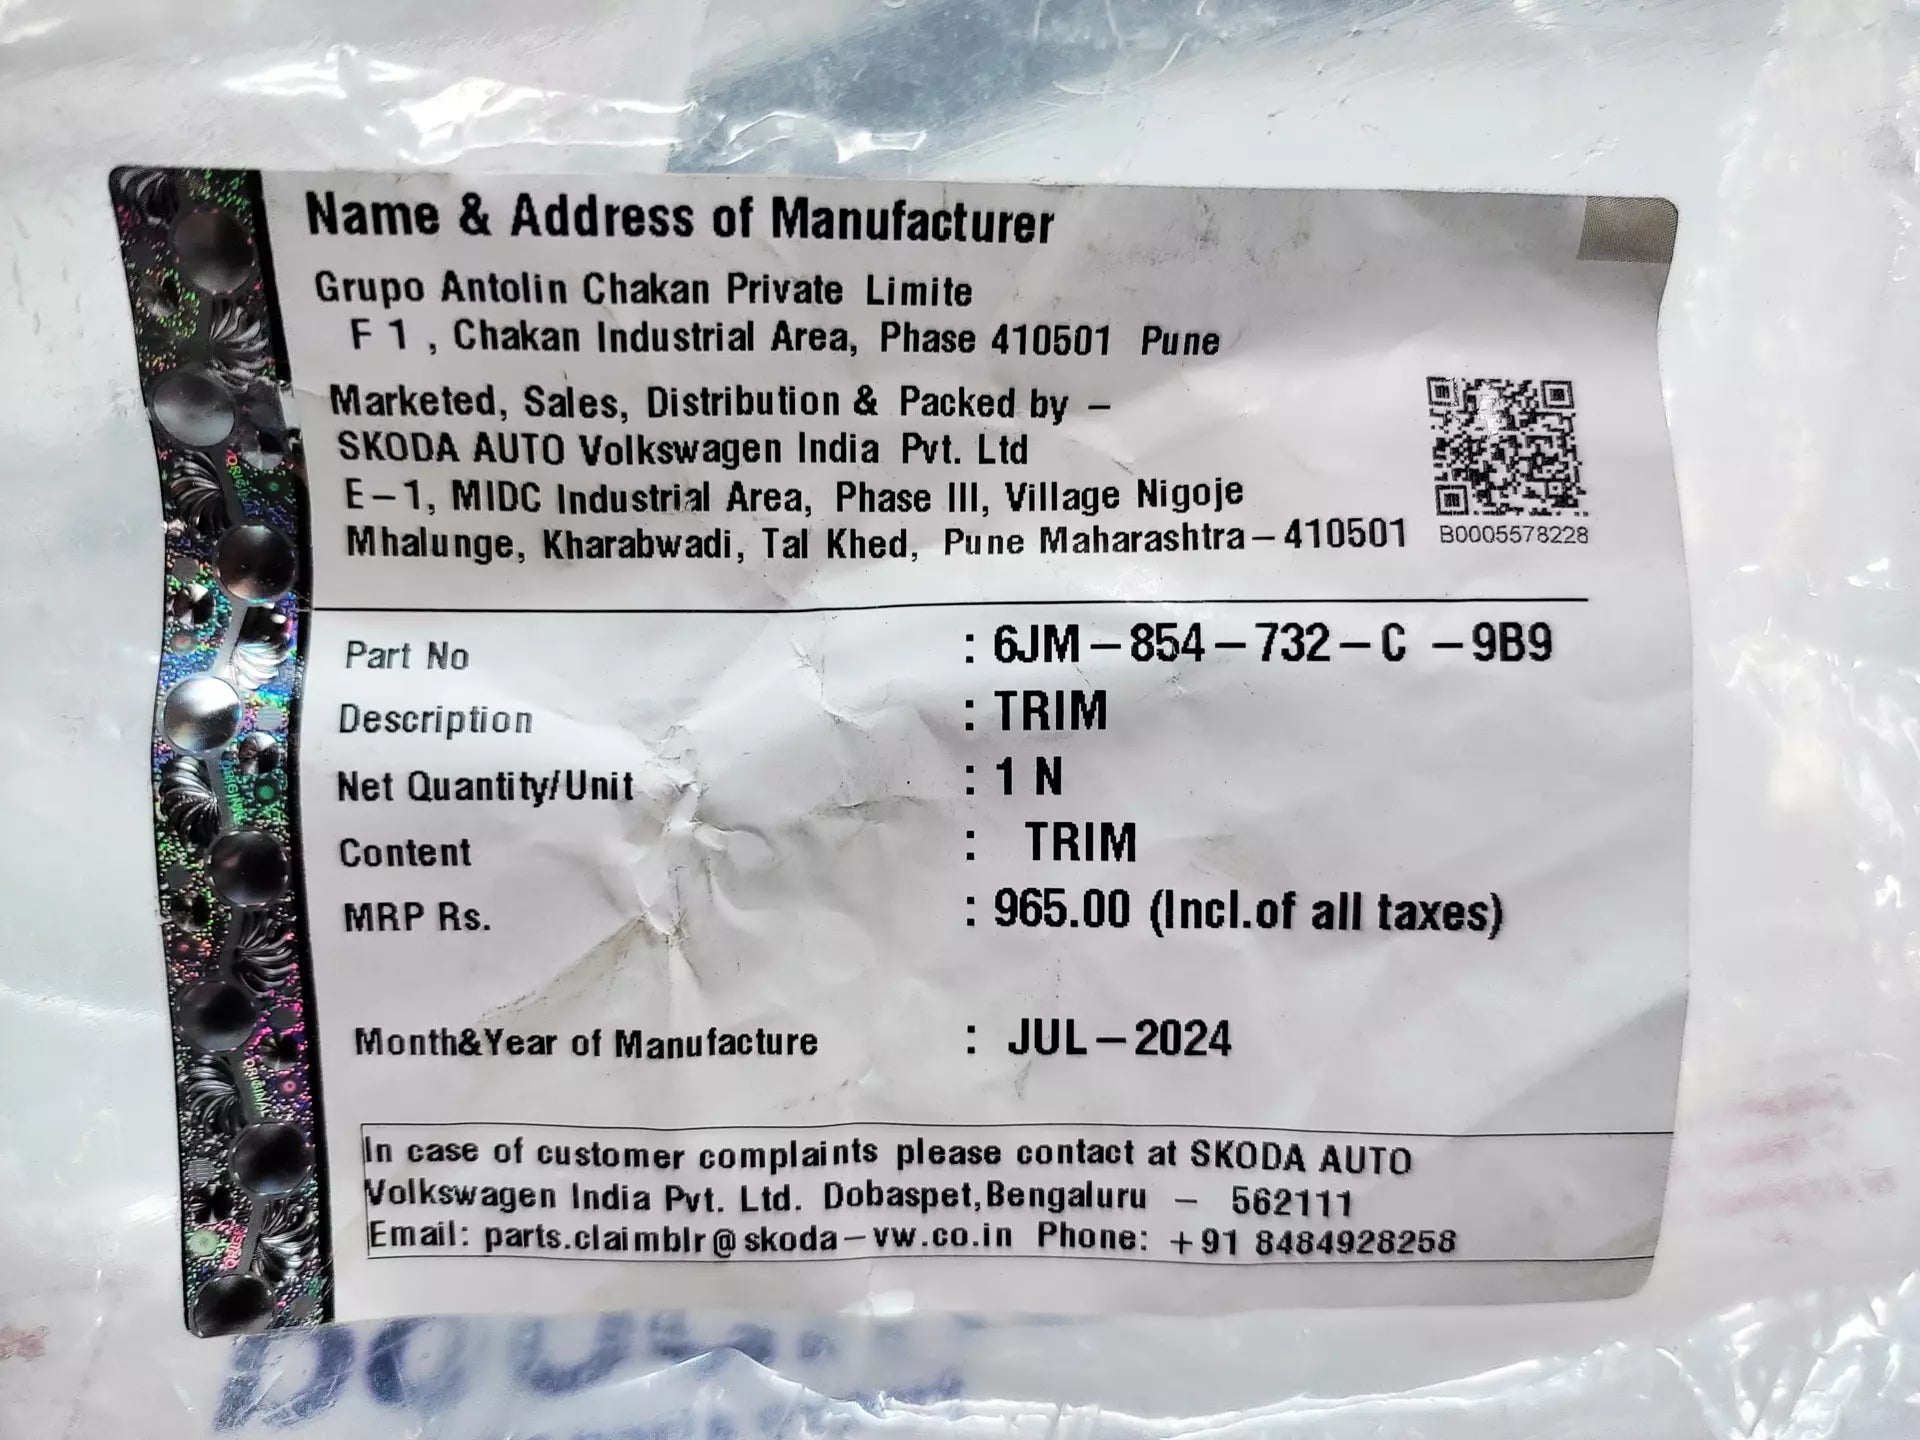 Name & Address of Manufacturer
Grupo Antolin Chakan Private Limite
F 1 , Chakan Industrial Area, Phase 410501 Pune
Marketed, Sales, Distribution & Packed by –
SKODA AUTO Volkswagen India Pvt. Ltd
E–1, MIDC Industrial Area, Phase III, Village Nigoje
Mhalunge, Kharabwadi, Tal Khed, Pune Maharashtra–410501
B0005578228
Part No : 6JM–854–732–C –9B9
Description : TRIM
Net Quantity/Unit : 1 N
Content : TRIM
MRP Rs. : 965.00 (Incl.of all taxes)
Month&Year of Manufacture : JUL–2024
In case of customer complaints please contact at SKODA AUTO
Volkswagen India Pvt. Ltd. Dobaspet,Bengaluru – 562111
Email: parts.claimblr@skoda–vw.co.in Phone: +91 8484928258
ORIGINAL
ORIGINAL
ORIGINAL